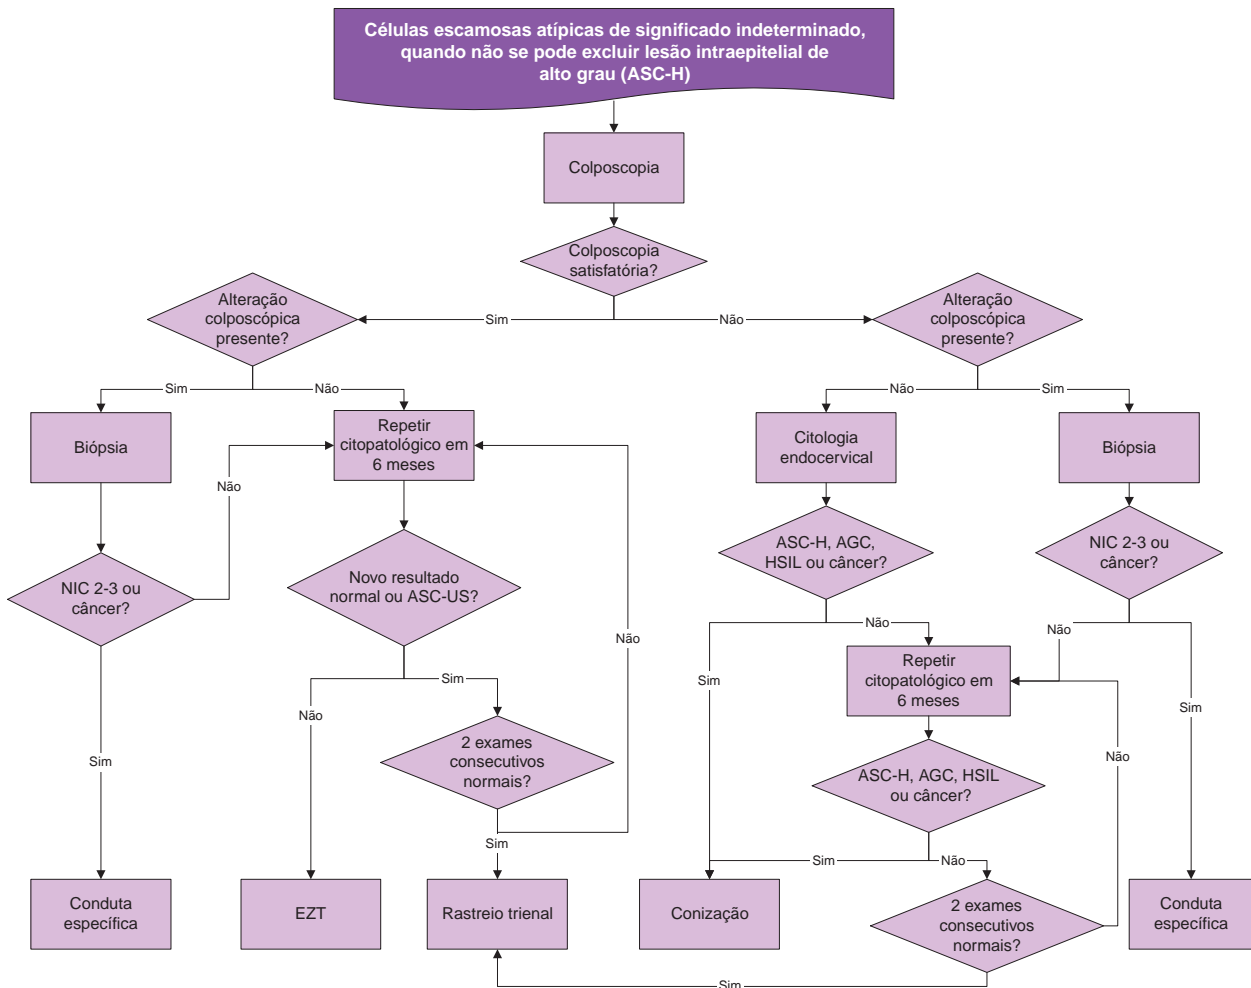 Células escamosas atípicas de significado indeterminado,
quando não se pode excluir lesão intraepitelial de
alto grau (ASC-H)
Colposcopia
Colposcopia
satisfatória?
Sim
Não
Alteração
colposcópica
presente?
Alteração
colposcópica
presente?
Sim
Não
Não
Sim
Biópsia
Repetir
citopatológico em
6 meses
Citologia
endocervical
Biópsia
Não
NIC 2-3 ou
câncer?
Novo resultado
normal ou ASC-US?
ASC-H, AGC,
HSIL ou câncer?
NIC 2-3 ou
câncer?
Não
Não
Não
Repetir
citopatológico em
6 meses
Sim
Sim
Não
Sim
2 exames
consecutivos
normais?
Não
Sim
ASC-H, AGC, HSIL
ou câncer?
Sim
Sim
Não
Conduta
específica
EZT
Rastreio trienal
Conização
2 exames
consecutivos
normais?
Conduta
específica
Sim